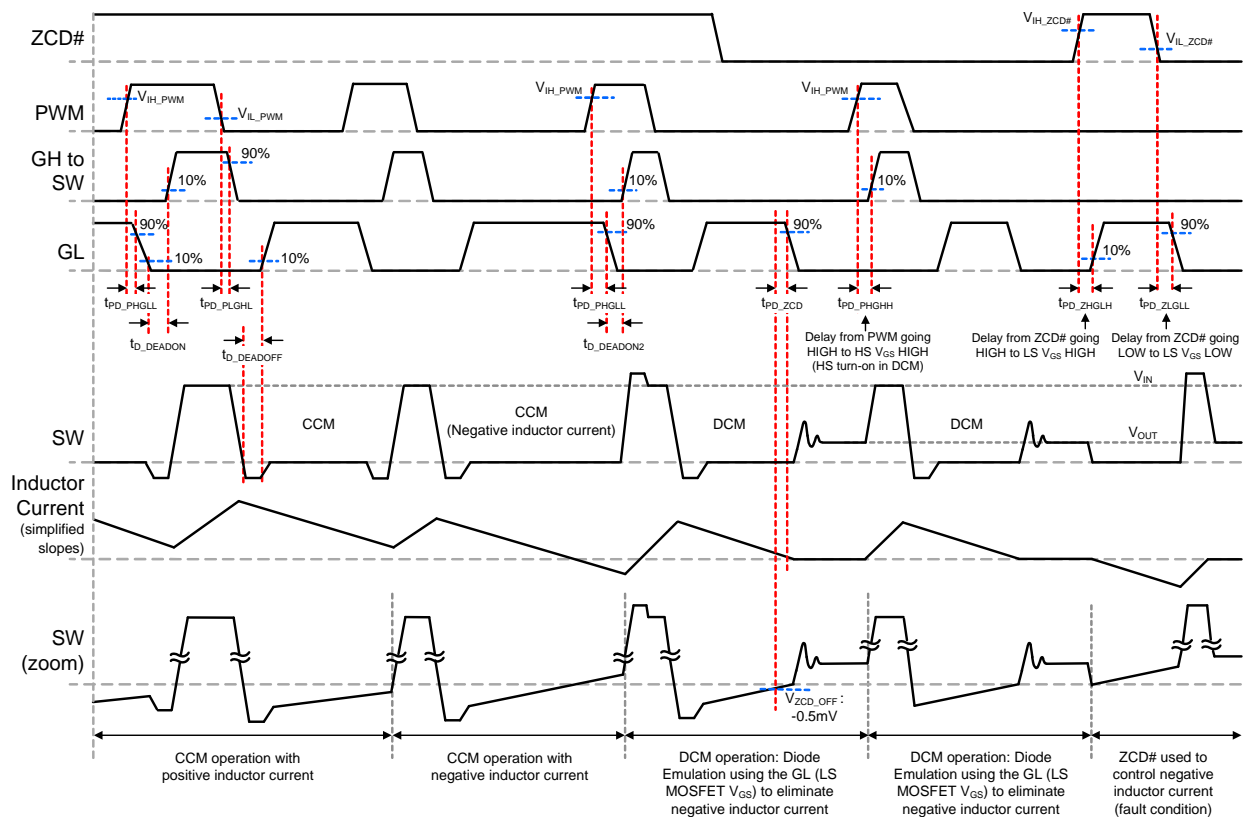 ZCD#
V_IH_ZCD#
V_IL_ZCD#
PWM
V_IH_PWM
V_IL_PWM
V_IH_PWM
V_IH_PWM
GH to
SW
90%
10%
10%
10%
GL
90%
10%
10%
90%
90%
10%
90%
t_PD_PHGLL
t_PD_PLGHL
t_PD_PHGLL
t_PD_ZCD
t_PD_PHGHH
t_PD_ZHGLH
t_PD_ZLGLL
t_D_DEADON
t_D_DEADOFF
t_D_DEADON2
Delay from PWM going
HIGH to HS V_GS HIGH
(HS turn-on in DCM)
Delay from ZCD# going
HIGH to LS V_GS HIGH
Delay from ZCD# going
LOW to LS V_GS LOW
V_IN
SW
CCM
CCM
(Negative inductor current)
DCM
DCM
V_OUT
Inductor
Current
(simplified
slopes)
SW
(zoom)
V_ZCD_OFF :
-0.5mV
CCM operation with
positive inductor current
CCM operation with
negative inductor current
DCM operation: Diode
Emulation using the GL (LS
MOSFET V_GS) to eliminate
negative inductor current
DCM operation: Diode
Emulation using the GL (LS
MOSFET V_GS) to eliminate
negative inductor current
ZCD# used to
control negative
inductor current
(fault condition)